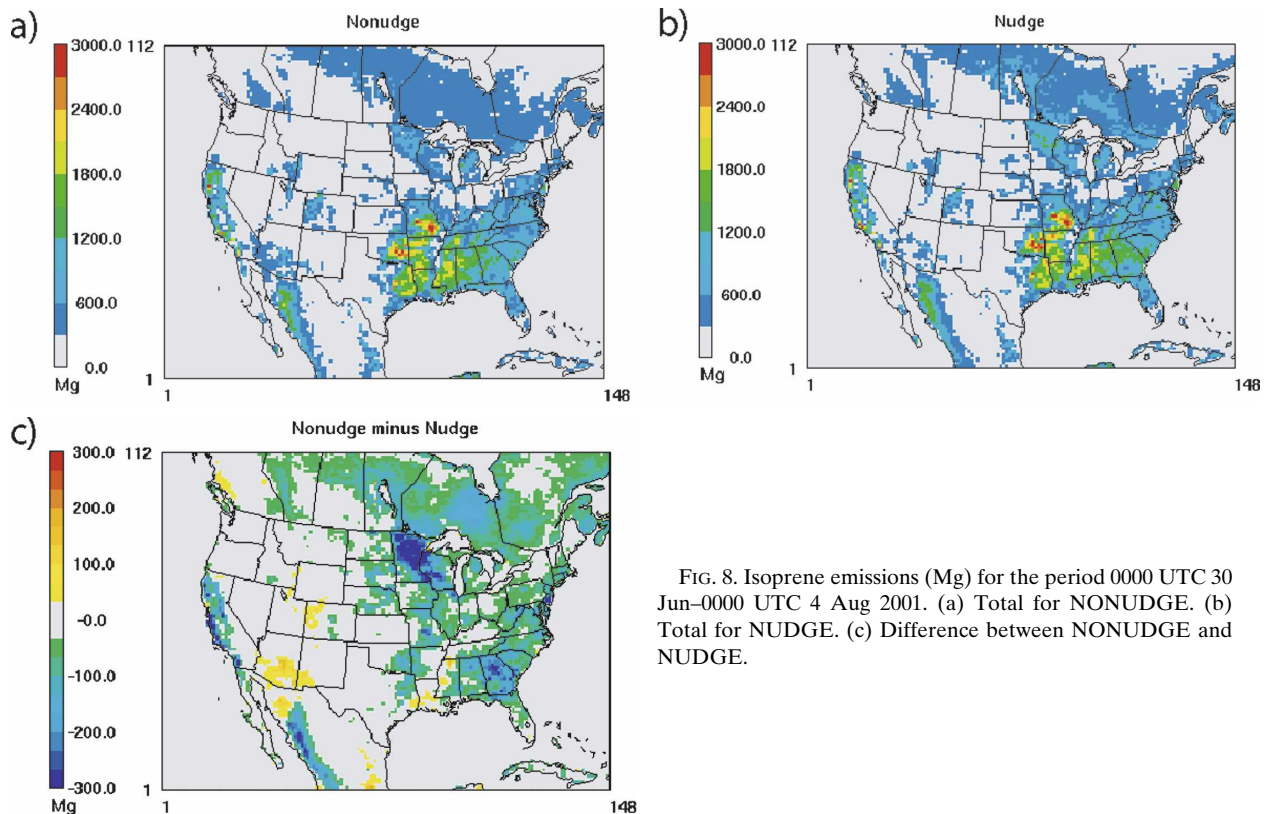 a)
Nonudge
3000.0
112
2400.0
1800.0
1200.0
600.0
0.0
Mg
1
1
148
b)
Nudge
3000.0
112
2400.0
1800.0
1200.0
600.0
0.0
Mg
1
1
148
c)
Nonudge minus Nudge
300.0
112
200.0
100.0
-0.0
-100.0
-200.0
-300.0
Mg
1
1
148
FIG. 8. Isoprene emissions (Mg) for the period 0000 UTC 30
Jun–0000 UTC 4 Aug 2001. (a) Total for NONUDGE. (b)
Total for NUDGE. (c) Difference between NONUDGE and
NUDGE.